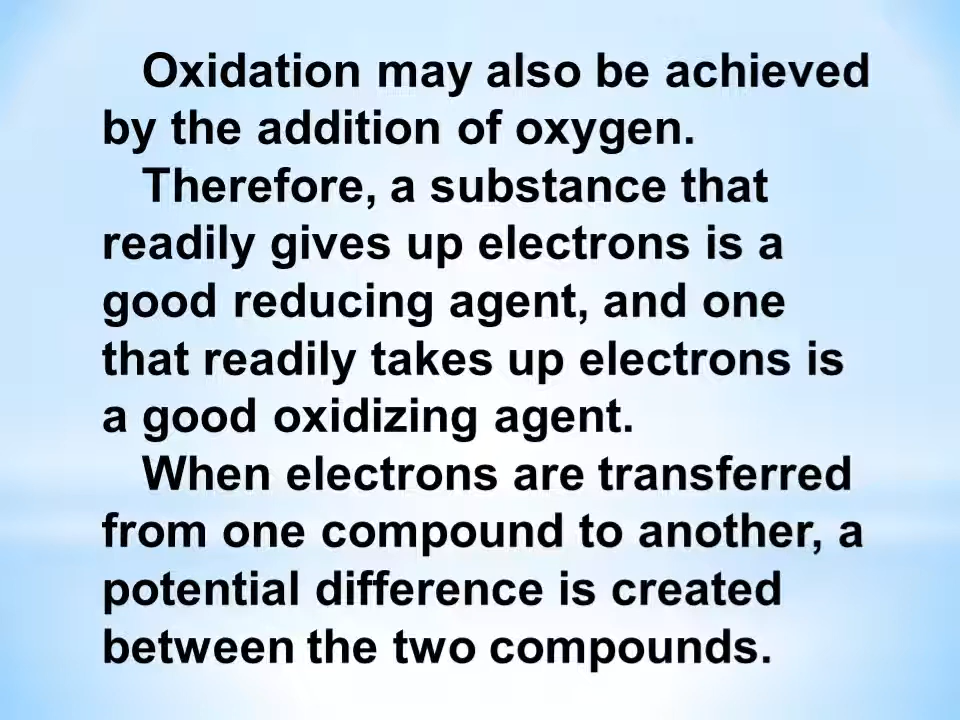 Oxidation may also be achieved
by the addition of oxygen.
Therefore, a substance that
readily gives up electrons is a
good reducing agent, and one
that readily takes up electrons is
a good oxidizing agent.
When electrons are transferred
from one compound to another, a
potential difference is created
between the two compounds.